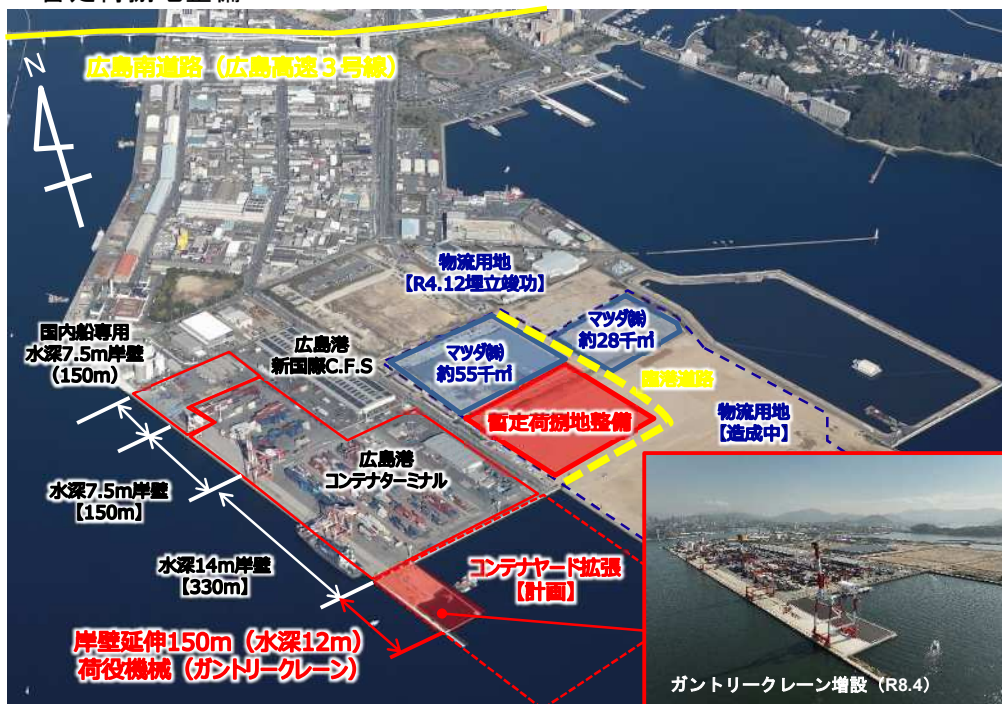 広島南道路（広島高速３号線）
N
物流用地
【R4.12埋立竣功】
国内船専用
水深7.5m岸壁
（150m）
広島港
新国際C.F.S
マツダ㈱
約55千㎡
マツダ㈱
約28千㎡
臨港道路
暫定荷捌地整備
物流用地
【造成中】
広島港
コンテナターミナル
水深7.5m岸壁
【150m】
水深14m岸壁
【330m】
コンテナヤード拡張
【計画】
岸壁延伸150m（水深12m）
荷役機械（ガントリークレーン）
ガントリークレーン増設（R8.4）